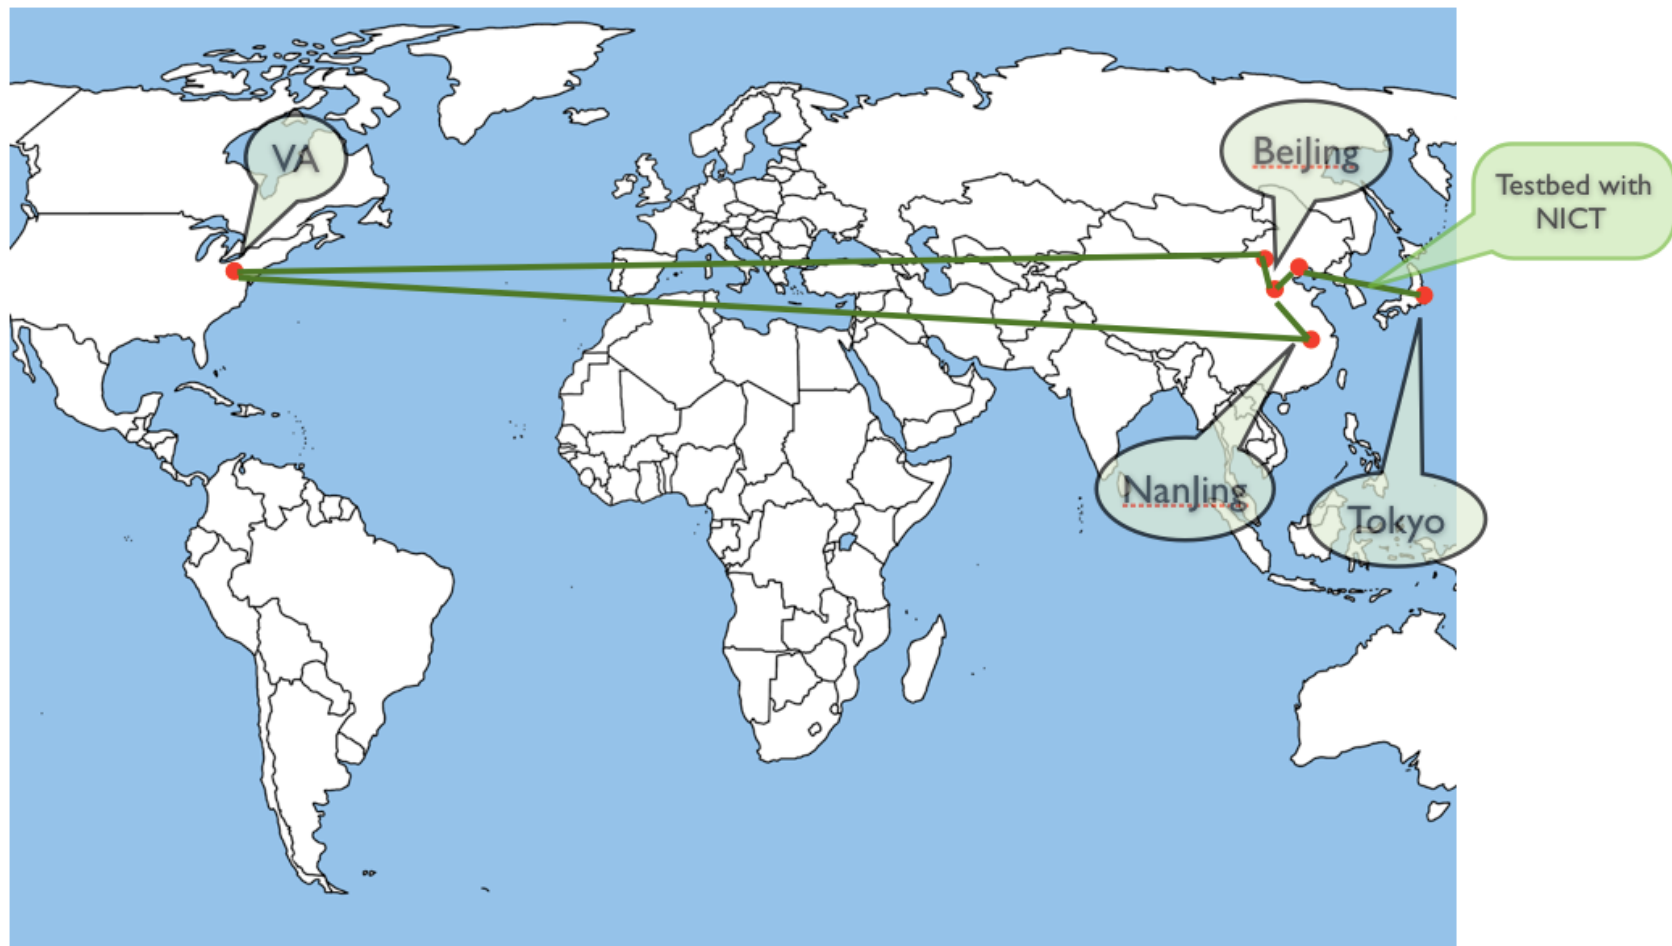 VA
BeiJing
Testbed with
NICT
NanJing
Tokyo